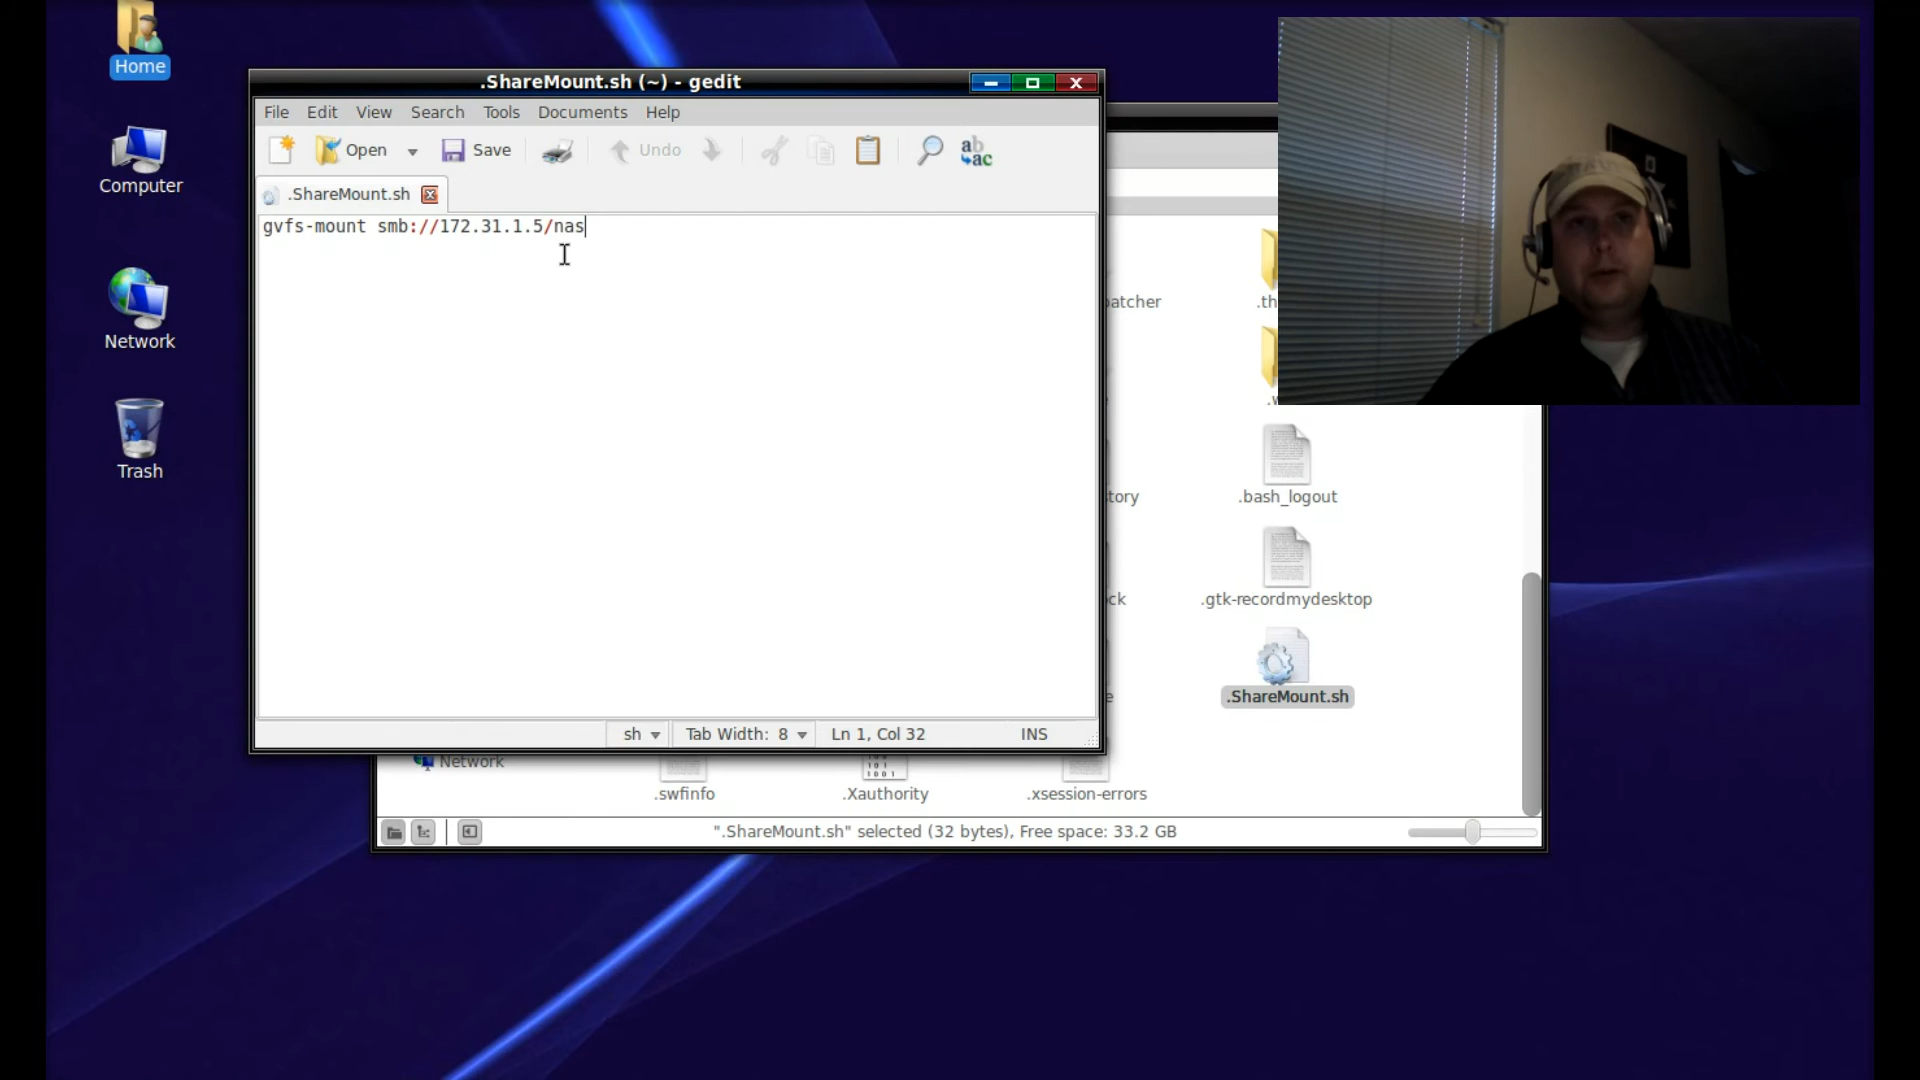 Home
Computer
Network
Trash
.ShareMount.sh (~) - gedit
File Edit View Search Tools Documents Help
Open Save Undo
.ShareMount.sh
gvfs-mount smb://172.31.1.5/nas
sh Tab Width: 8 Ln 1, Col 32 INS
.th
.bash_logout
.gtk-recordmydesktop
.ShareMount.sh
Network
.swfinfo
.Xauthority
.xsession-errors
".ShareMount.sh" selected (32 bytes), Free space: 33.2 GB